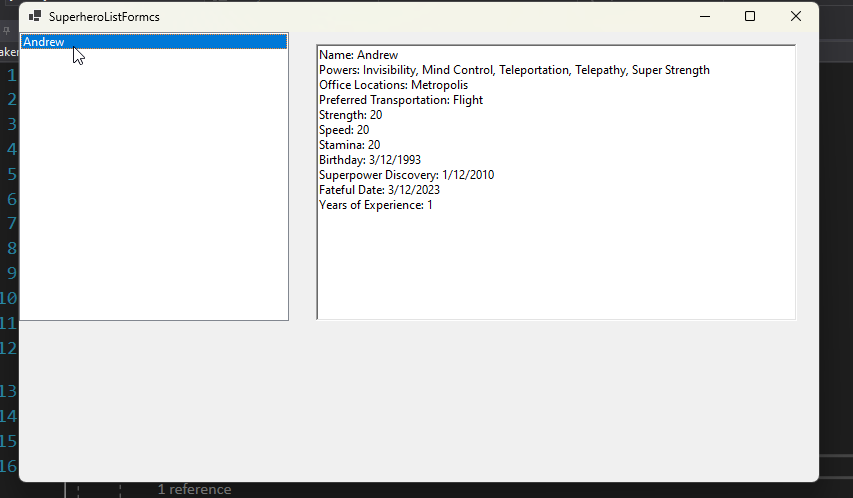 SuperheroListFormcs
Andrew
Name: Andrew
Powers: Invisibility, Mind Control, Teleportation, Telepathy, Super Strength
Office Locations: Metropolis
Preferred Transportation: Flight
Strength: 20
Speed: 20
Stamina: 20
Birthday: 3/12/1993
Superpower Discovery: 1/12/2010
Fateful Date: 3/12/2023
Years of Experience: 1
aker
1
2
3
4
5
6
7
8
9
10
11
12
13
14
15
16
1 reference